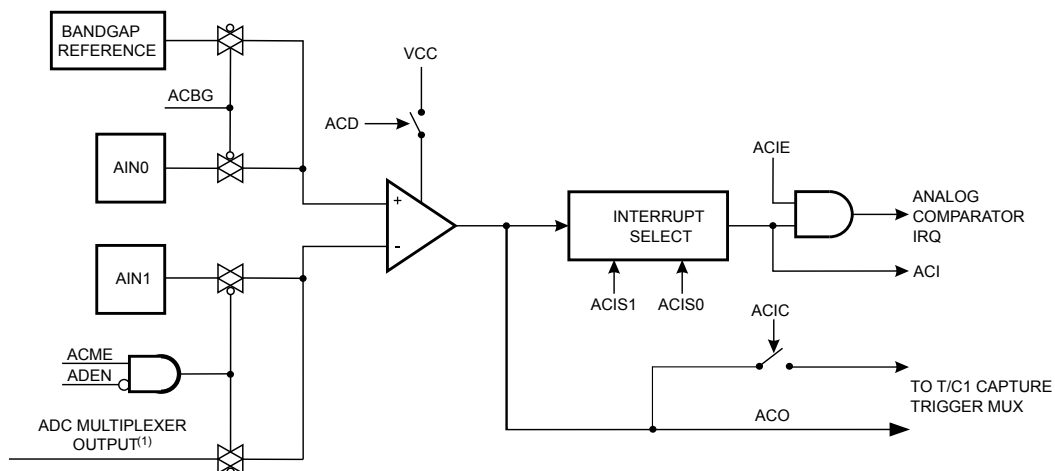 BANDGAP
REFERENCE
VCC
ACBG
ACD
AIN0
ACIE
+
-
INTERRUPT
SELECT
ANALOG
COMPARATOR
IRQ
AIN1
ACI
ACIS1 ACIS0
ACIC
ACME
ADEN
TO T/C1 CAPTURE
TRIGGER MUX
ACO
ADC MULTIPLEXER
OUTPUT(1)